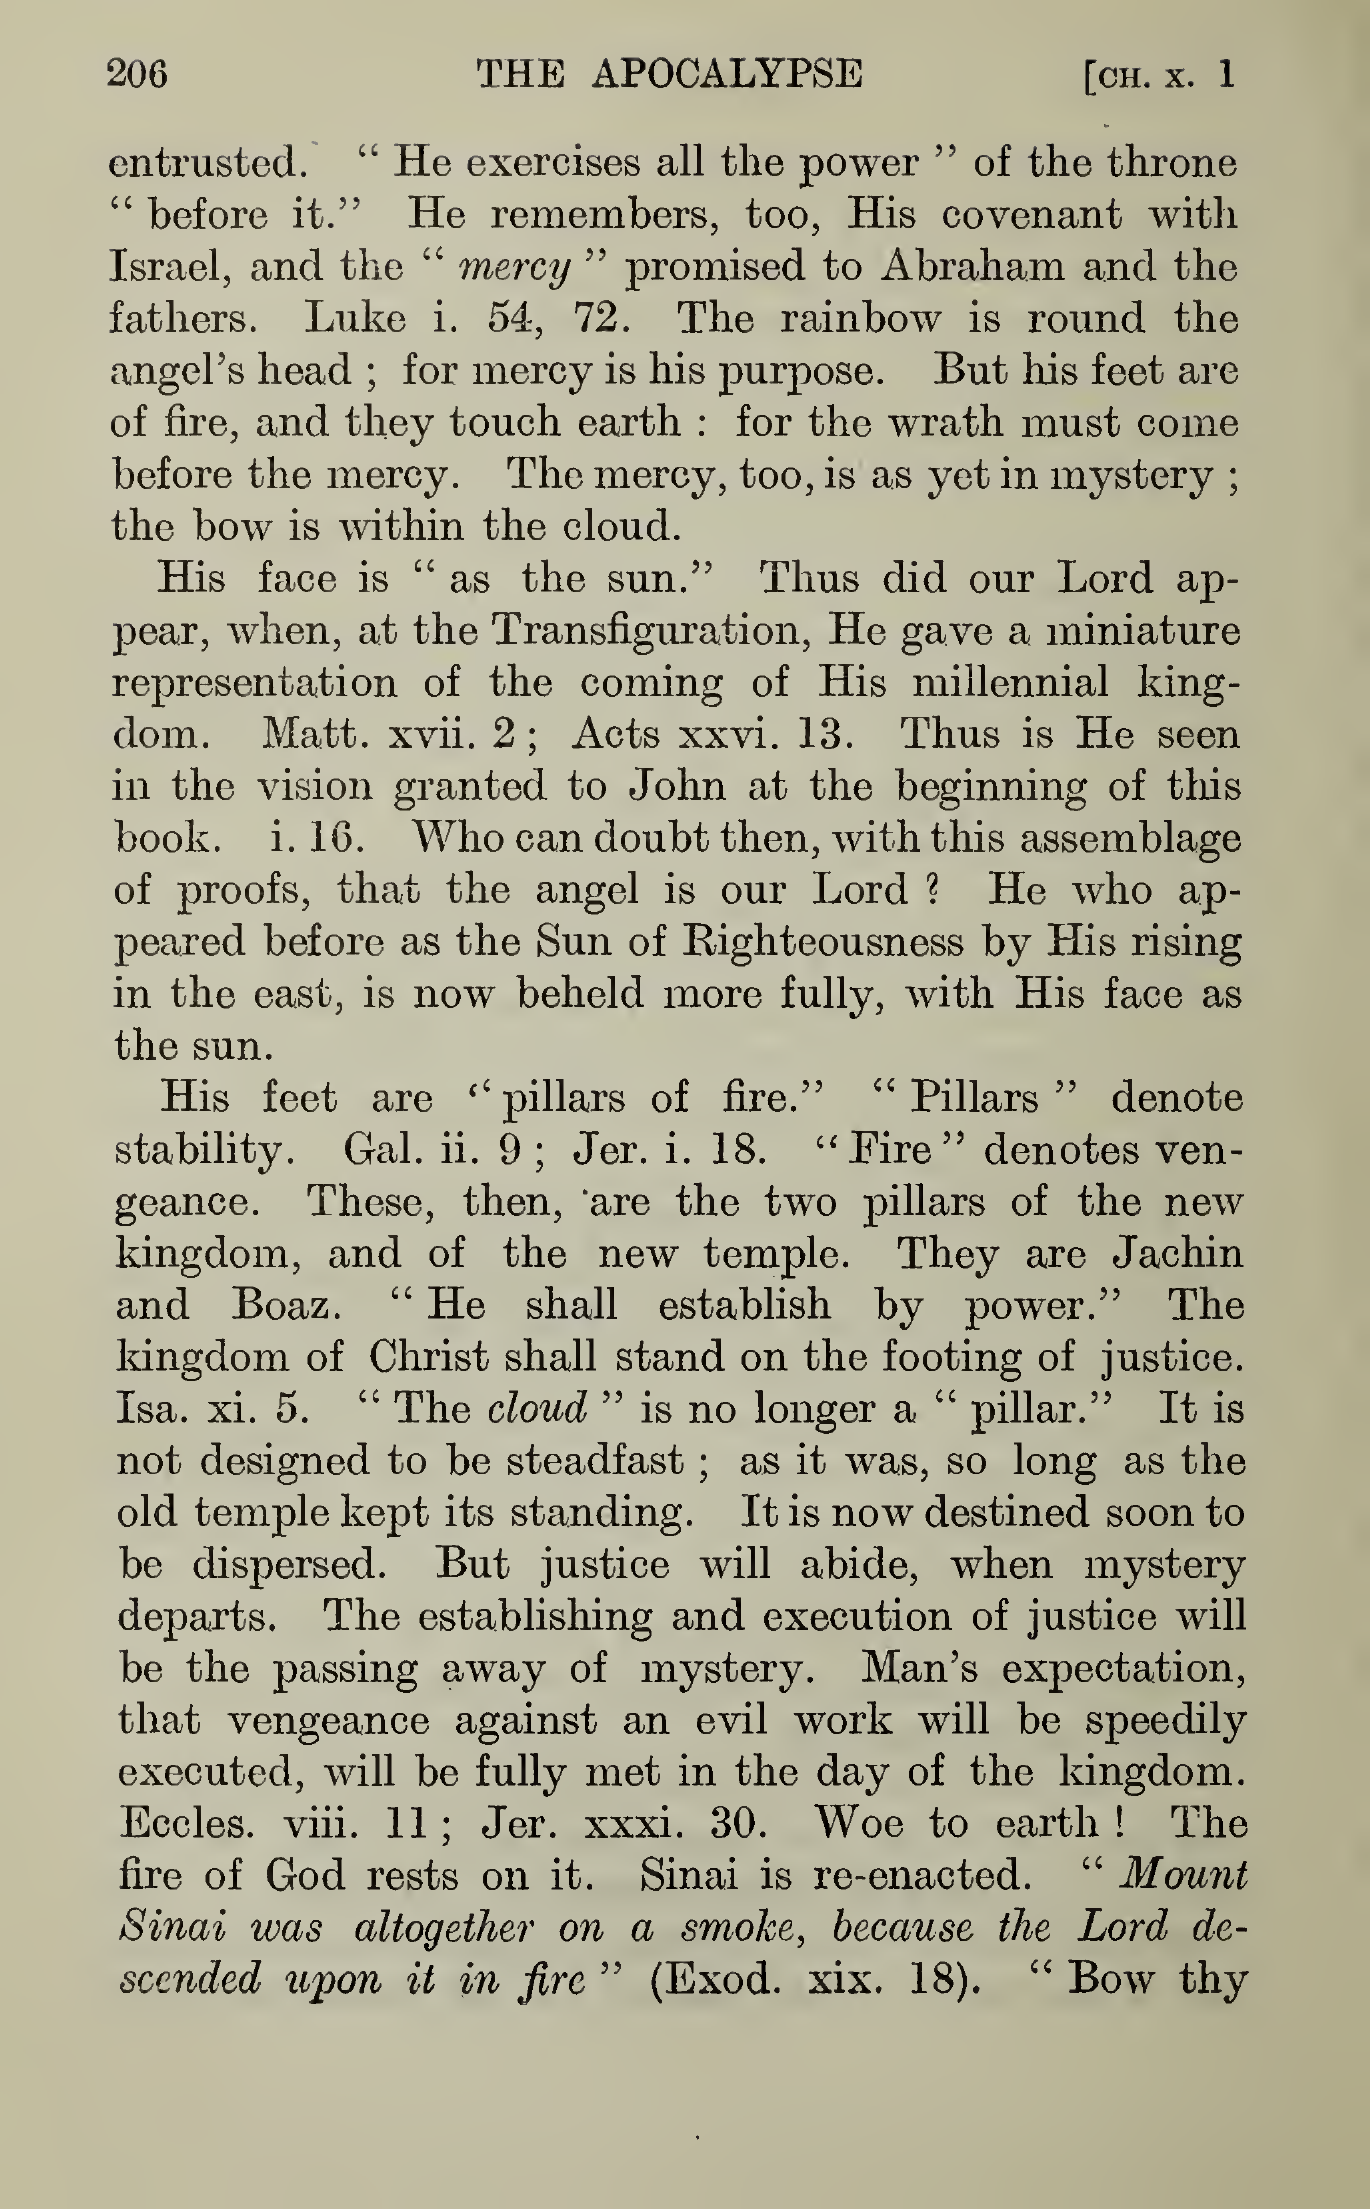 206 THE APOCALYPSE [CH. X. 1
entrusted. “ He exercises all the power ” of the throne
“ before it.” He remembers, too, His covenant with
Israel, and the “ mercy ” promised to Abraham and the
fathers. Luke i. 54, 72. The rainbow is round the
angel’s head ; for mercy is his purpose. But his feet are
of fire, and they touch earth : for the wrath must come
before the mercy. The mercy, too, is as yet in mystery ;
the bow is within the cloud.
His face is “ as the sun.” Thus did our Lord ap-
pear, when, at the Transfiguration, He gave a miniature
representation of the coming of His millennial king-
dom. Matt. xvii. 2 ; Acts xxvi. 13. Thus is He seen
in the vision granted to John at the beginning of this
book. i. 16. Who can doubt then, with this assemblage
of proofs, that the angel is our Lord ? He who ap-
peared before as the Sun of Righteousness by His rising
in the east, is now beheld more fully, with His face as
the sun.
His feet are “ pillars of fire.” “ Pillars ” denote
stability. Gal. ii. 9 ; Jer. i. 18. “ Fire ” denotes ven-
geance. These, then, are the two pillars of the new
kingdom, and of the new temple. They are Jachin
and Boaz. “ He shall establish by power.” The
kingdom of Christ shall stand on the footing of justice.
Isa. xi. 5. “ The cloud ” is no longer a “ pillar.” It is
not designed to be steadfast ; as it was, so long as the
old temple kept its standing. It is now destined soon to
be dispersed. But justice will abide, when mystery
departs. The establishing and execution of justice will
be the passing away of mystery. Man’s expectation,
that vengeance against an evil work will be speedily
executed, will be fully met in the day of the kingdom.
Eccles. viii. 11 ; Jer. xxxi. 30. Woe to earth ! The
fire of God rests on it. Sinai is re-enacted. “ Mount
Sinai was altogether on a smoke, because the Lord de-
scended upon it in fire ” (Exod. xix. 18). “ Bow thy